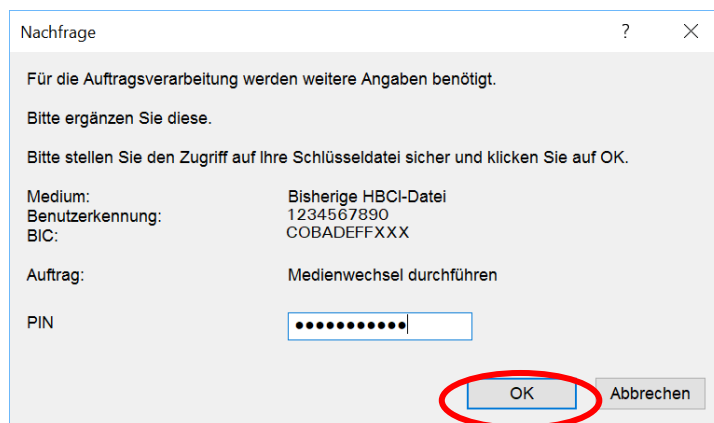 Nachfrage ?
Für die Auftragsverarbeitung werden weitere Angaben benötigt.
Bitte ergänzen Sie diese.
Bitte stellen Sie den Zugriff auf Ihre Schlüsseldatei sicher und klicken Sie auf OK.
Medium: Bisherige HBCI-Datei
Benutzerkennung: 1234567890
BIC: COBADEFFXXX
Auftrag: Medienwechsel durchführen
PIN ●●●●●●●●●●●
OK Abbrechen